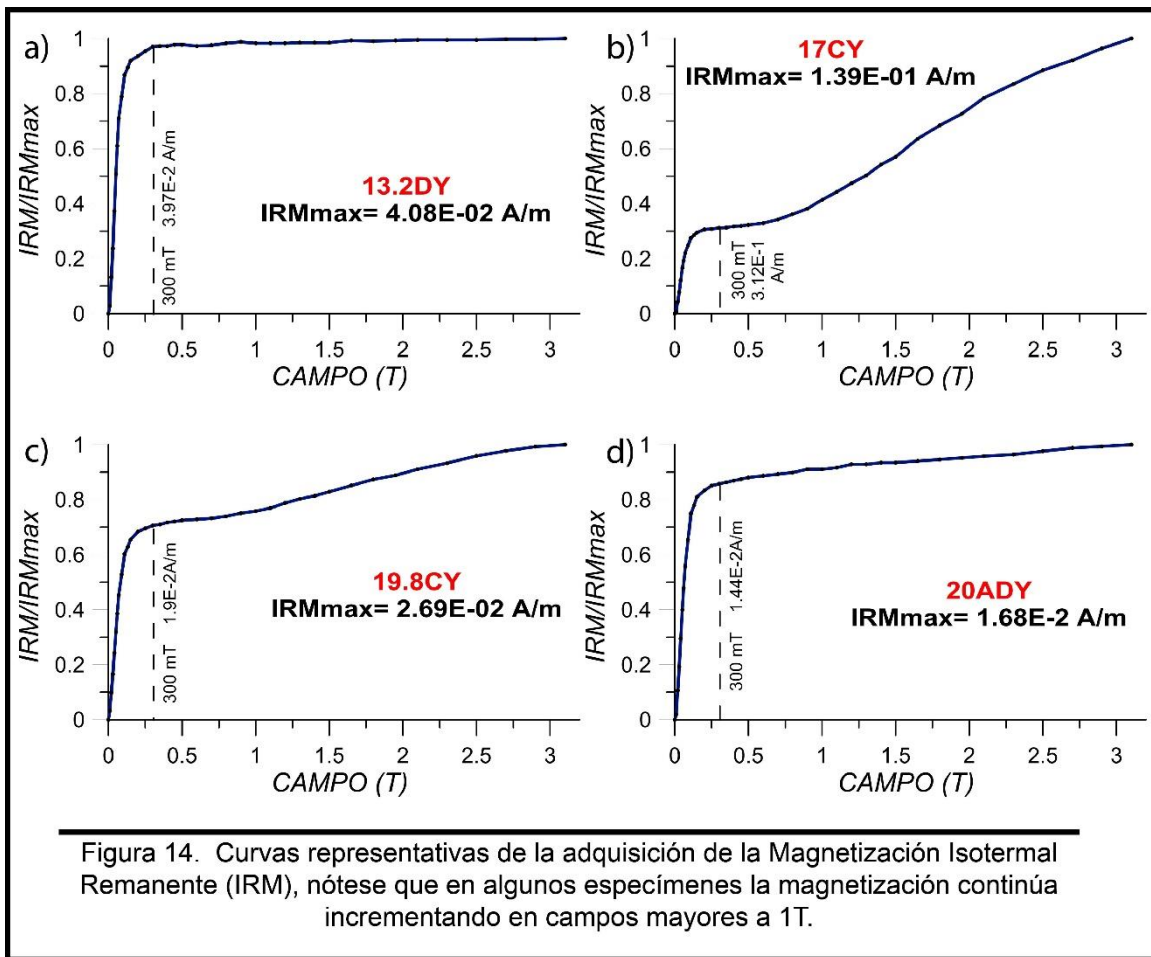 a)
IRM/IRMmax
1
0.8
0.6
0.4
0.2
0
300 mT 3.97E-2 A/m
13.2DY
IRMmax= 4.08E-02 A/m
0 0.5 1 1.5 2 2.5 3
CAMPO (T)
b)
IRM/IRMmax
1
0.8
0.6
0.4
0.2
0
17CY
IRMmax= 1.39E-01 A/m
300 mT
3.12E-1
A/m
0 0.5 1 1.5 2 2.5 3
CAMPO (T)
c)
IRM/IRMmax
1
0.8
0.6
0.4
0.2
0
300 mT 1.9E-2A/m
19.8CY
IRMmax= 2.69E-02 A/m
0 0.5 1 1.5 2 2.5 3
CAMPO (T)
d)
IRM/IRMmax
1
0.8
0.6
0.4
0.2
0
300 mT 1.44E-2A/m
20ADY
IRMmax= 1.68E-2 A/m
0 0.5 1 1.5 2 2.5 3
CAMPO (T)
Figura 14. Curvas representativas de la adquisición de la Magnetización Isotermal
Remanente (IRM), nótese que en algunos especímenes la magnetización continúa
incrementando en campos mayores a 1T.